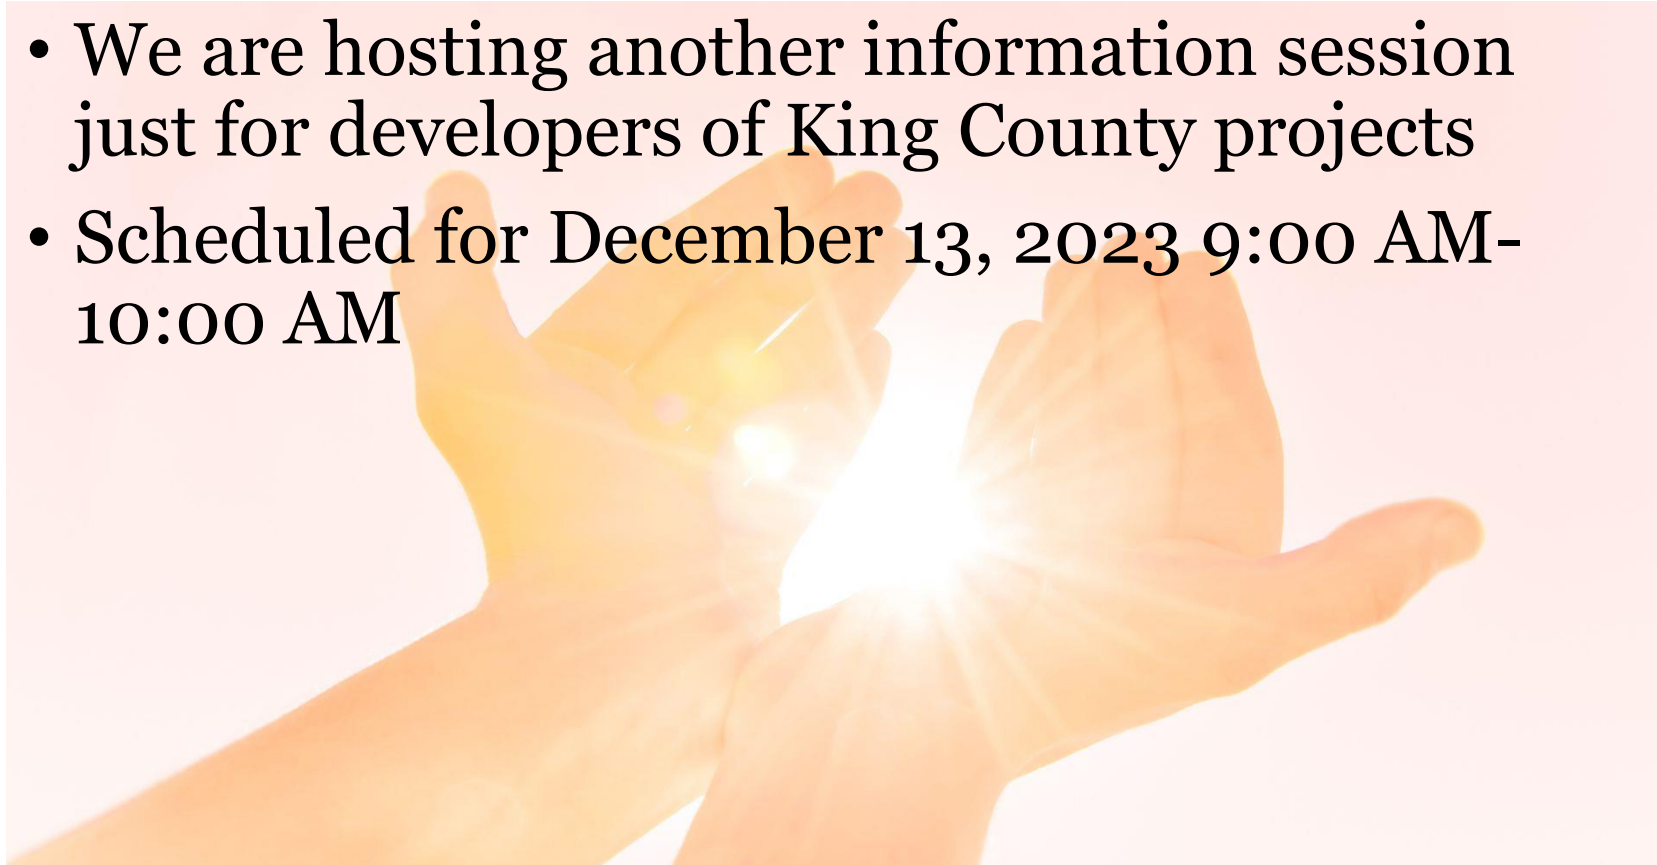 • We are hosting another information session
just for developers of King County projects
• Scheduled for December 13, 2023 9:00 AM-
10:00 AM